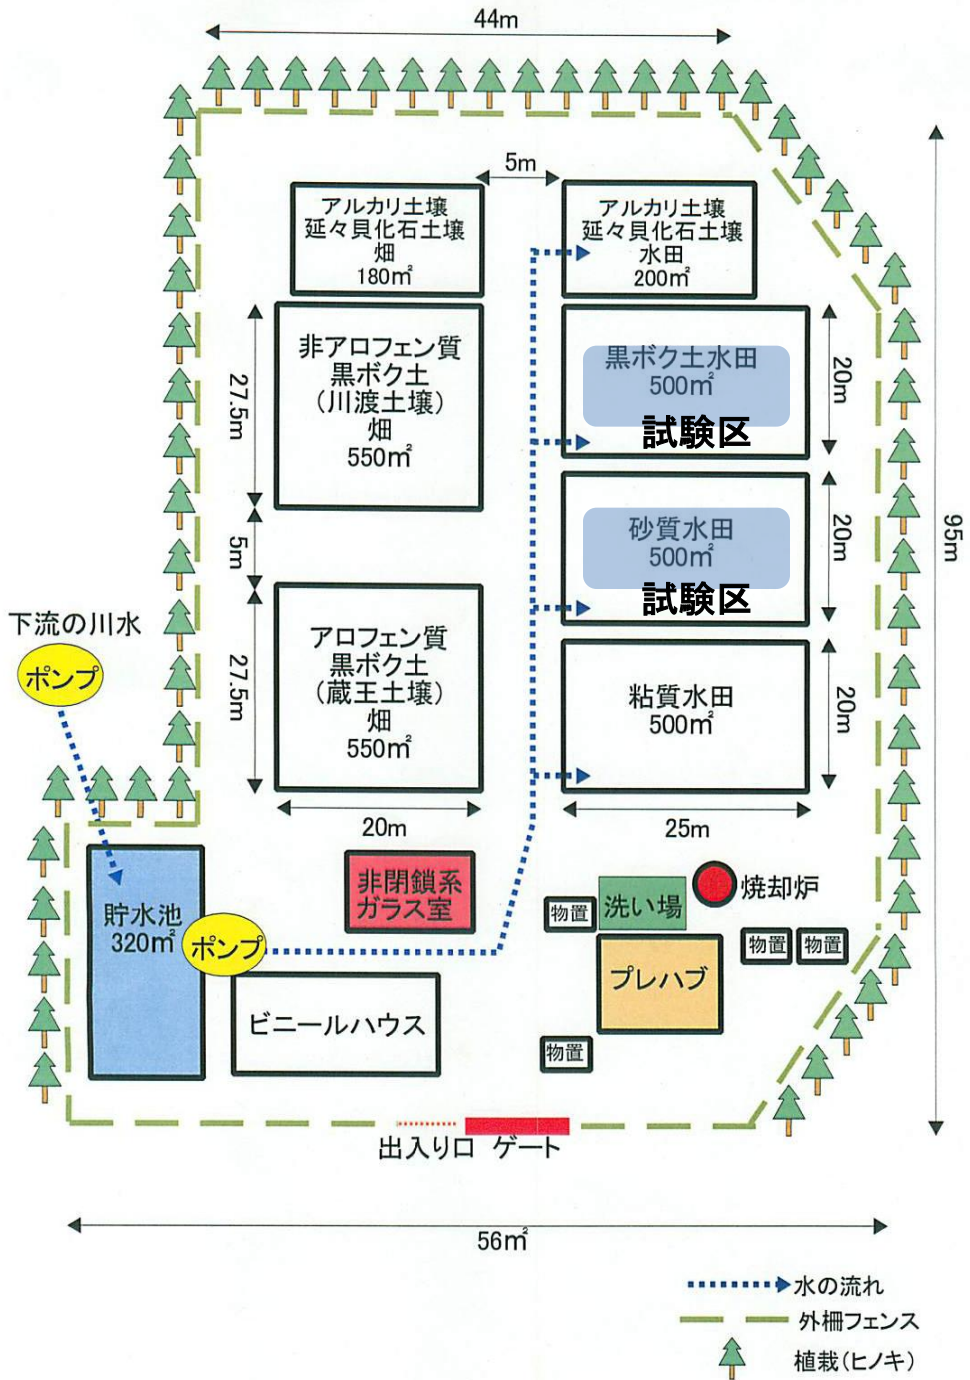 44m
5m
アルカリ土壌
延々貝化石土壌
畑
180㎡
アルカリ土壌
延々貝化石土壌
水田
200㎡
非アロフェン質
黒ボク土
(川渡土壌)
畑
550㎡
27.5m
黒ボク土水田
500㎡
試験区
20m
砂質水田
500㎡
試験区
20m
95m
5m
アロフェン質
黒ボク土
(蔵王土壌)
畑
550㎡
27.5m
20m
粘質水田
500㎡
20m
25m
下流の川水
ポンプ
貯水池
320㎡
ポンプ
非閉鎖系
ガラス室
ビニールハウス
物置
洗い場
焼却炉
物置
物置
プレハブ
物置
出入り口 ゲート
56㎡
水の流れ
外柵フェンス
植栽(ヒノキ)